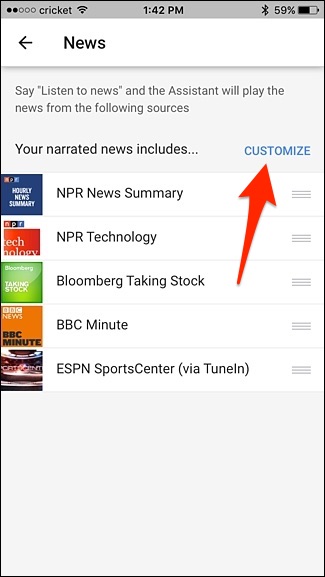 cricket 1:42 PM 59%
News
Say "Listen to news" and the Assistant will play the
news from the following sources
Your narrated news includes... CUSTOMIZE
npr
HOURLY
NEWS
SUMMARY
NPR News Summary
npr
tech
nology
NPR Technology
Bloomberg
TAKING
STOCK
Bloomberg Taking Stock
BBC
NEWS
BBC
MINUTE
BBC Minute
ESPN SportsCenter (via TuneIn)